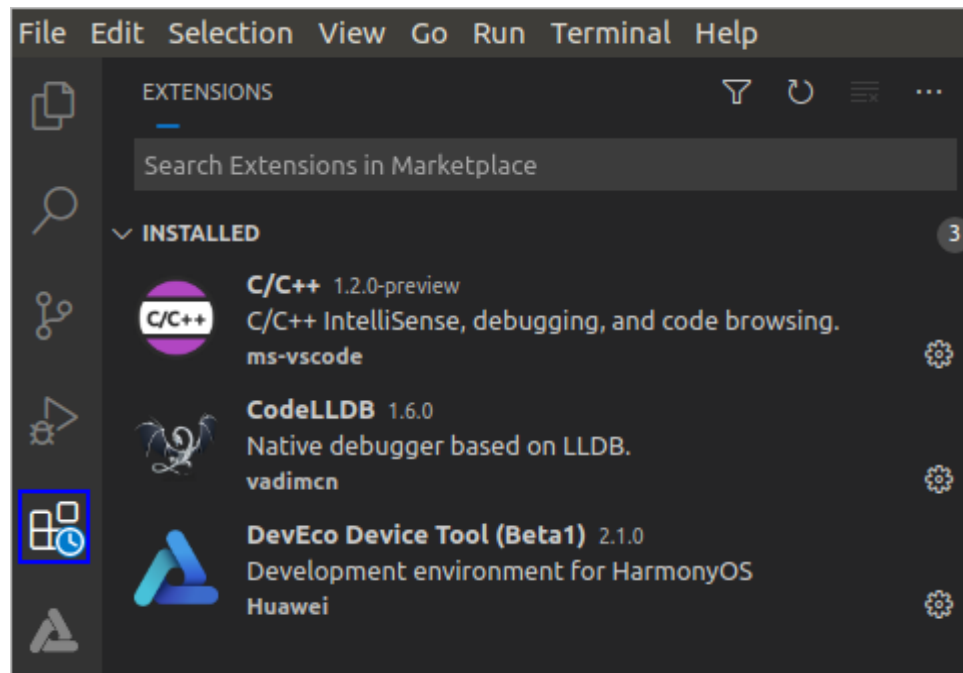 File Edit Selection View Go Run Terminal Help
EXTENSIONS
Search Extensions in Marketplace
INSTALLED 3
C/C++ 1.2.0-preview
C/C++
C/C++ IntelliSense, debugging, and code browsing.
ms-vscode
CodeLLDB 1.6.0
Native debugger based on LLDB.
vadimcn
DevEco Device Tool (Beta1) 2.1.0
Development environment for HarmonyOS
Huawei